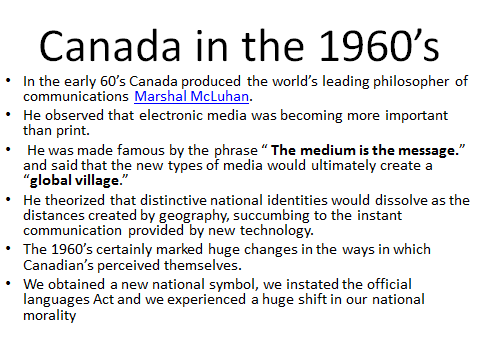 Canada in the 1960’s
• In the early 60’s Canada produced the world’s leading philosopher of
communications Marshal McLuhan.
• He observed that electronic media was becoming more important
than print.
• He was made famous by the phrase “ The medium is the message.”
and said that the new types of media would ultimately create a
“global village.”
• He theorized that distinctive national identities would dissolve as the
distances created by geography, succumbing to the instant
communication provided by new technology.
• The 1960’s certainly marked huge changes in the ways in which
Canadian’s perceived themselves.
• We obtained a new national symbol, we instated the official
languages Act and we experienced a huge shift in our national
morality